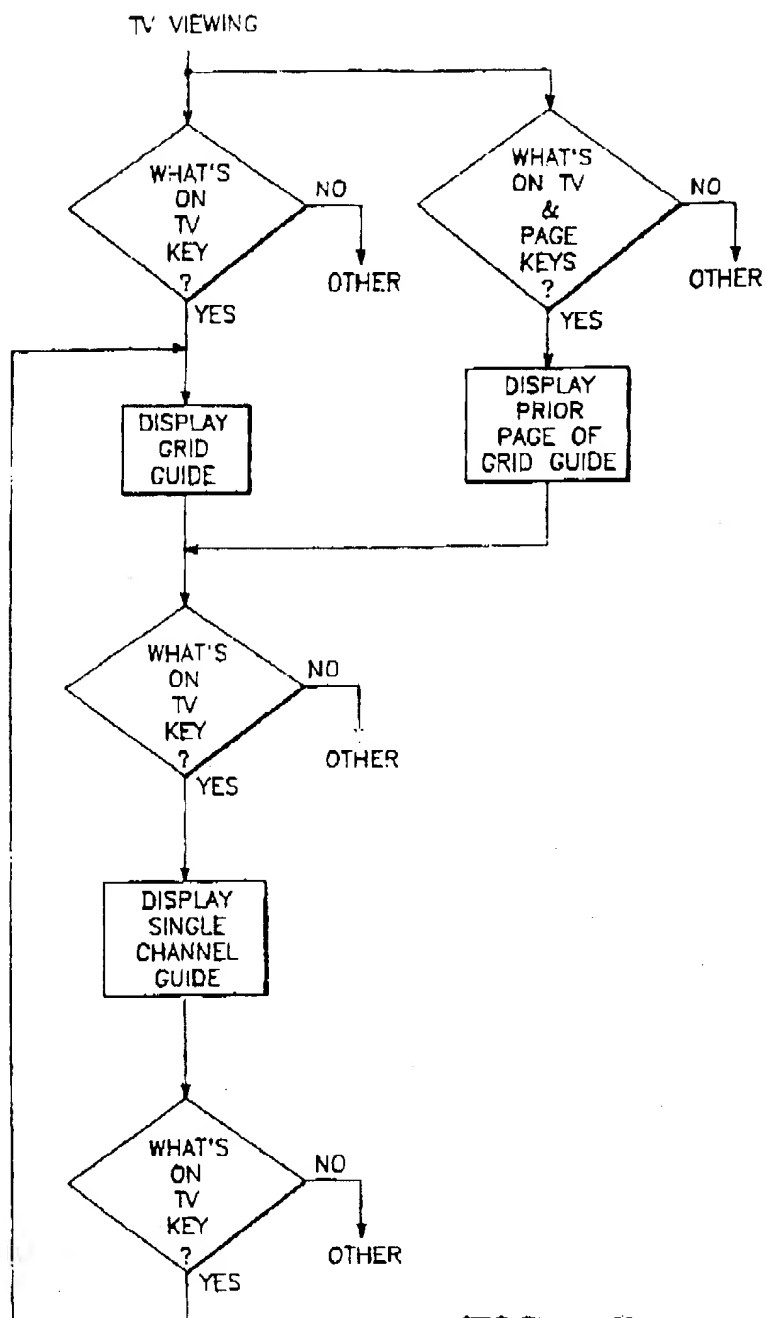 TV VIEWING
WHAT'S
ON
TV
KEY
?
NO
OTHER
YES
WHAT'S
ON TV
&
PAGE
KEYS
?
NO
OTHER
YES
DISPLAY
GRID
GUIDE
DISPLAY
PRIOR
PAGE OF
GRID GUIDE
WHAT'S
ON
TV
KEY
?
NO
OTHER
YES
DISPLAY
SINGLE
CHANNEL
GUIDE
WHAT'S
ON
TV
KEY
?
NO
OTHER
YES